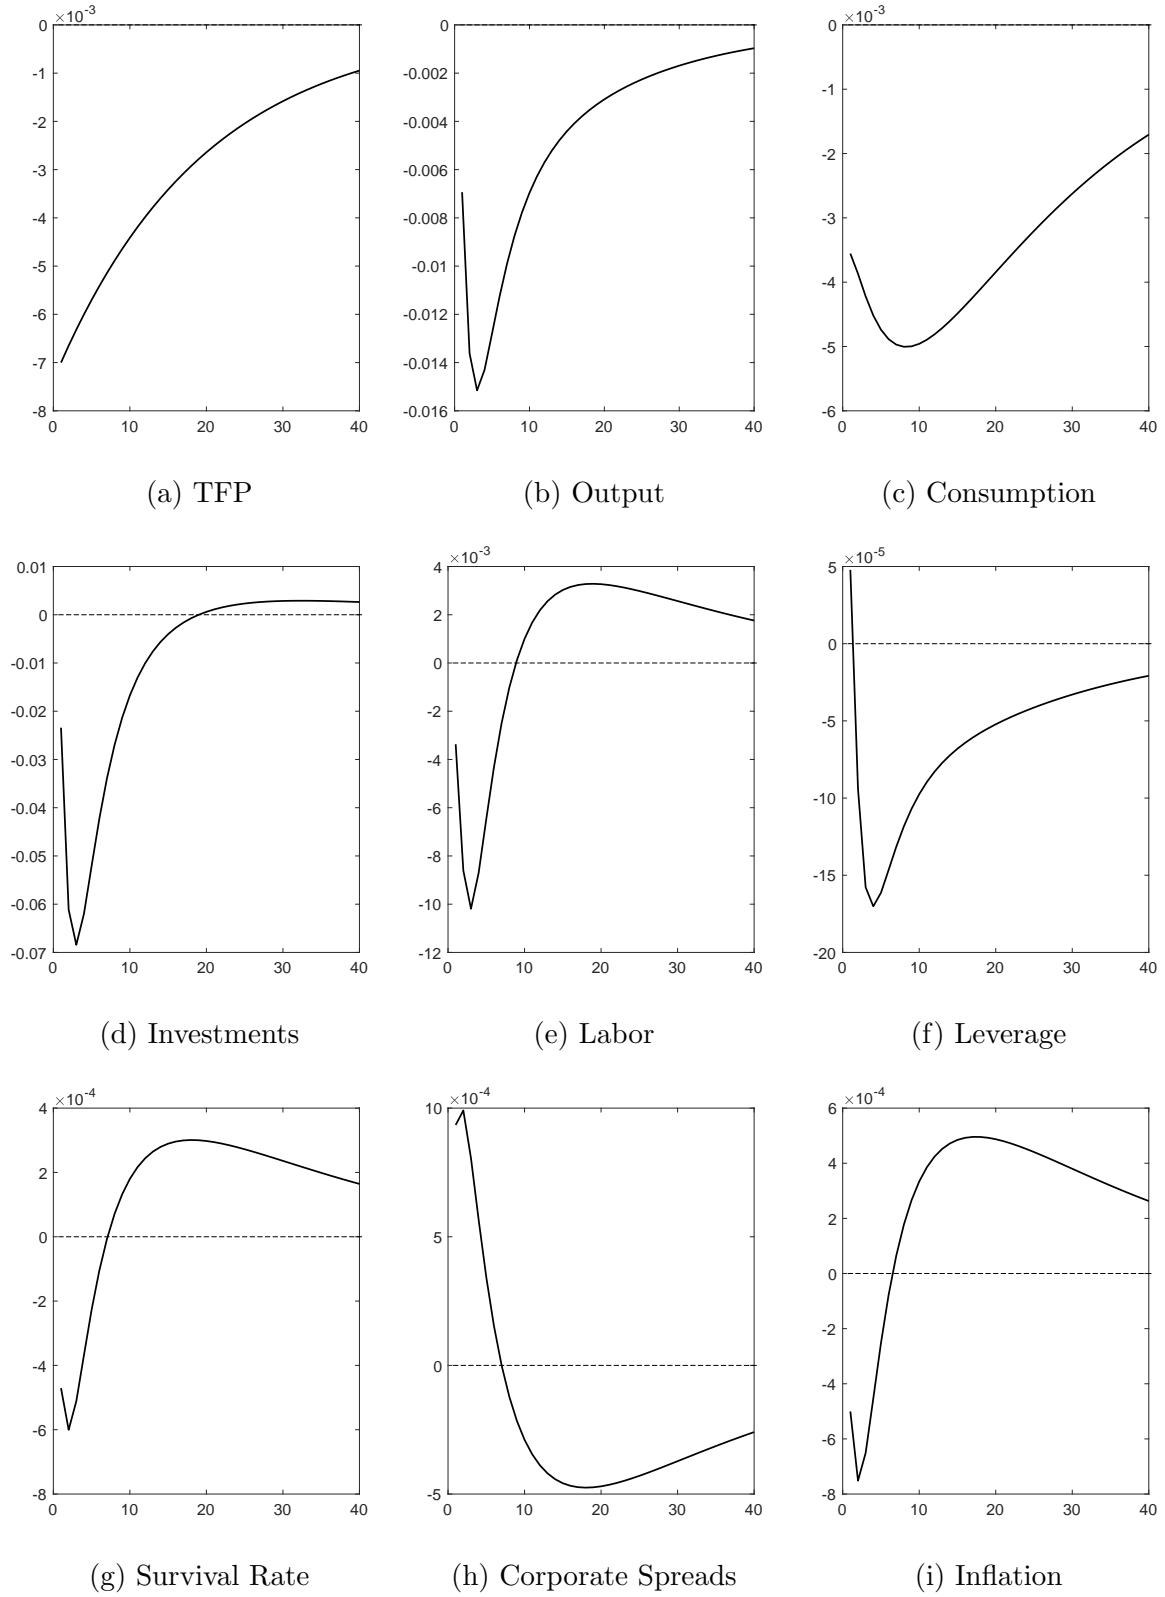 ×10-3 ×10-3
0 0 0
-1 -0.002 -1
-2 -0.004 -2
-3 -0.006 -3
-4 -0.008 -4
-5 -0.01
-6 -0.012 -5
-7 -0.014
-8 -0.016 -6
0 10 20 30 40 0 10 20 30 40 0 10 20 30 40
(a) TFP (b) Output (c) Consumption
×10-3 ×10-5
0.01 4 5
0 2 0
-0.01 0
-0.02 -2 -5
-0.03 -4
-0.04 -6 -10
-0.05 -8 -15
-0.06 -10
-0.07 -12 -20
0 10 20 30 40 0 10 20 30 40 0 10 20 30 40
(d) Investments (e) Labor (f) Leverage
×10-4 ×10-4 ×10-4
4 10 6
2 4
0 5 2
-2 0
-4 0 -2
-6 -4
-6
-8 -5 -8
0 10 20 30 40 0 10 20 30 40 0 10 20 30 40
(g) Survival Rate (h) Corporate Spreads (i) Inflation